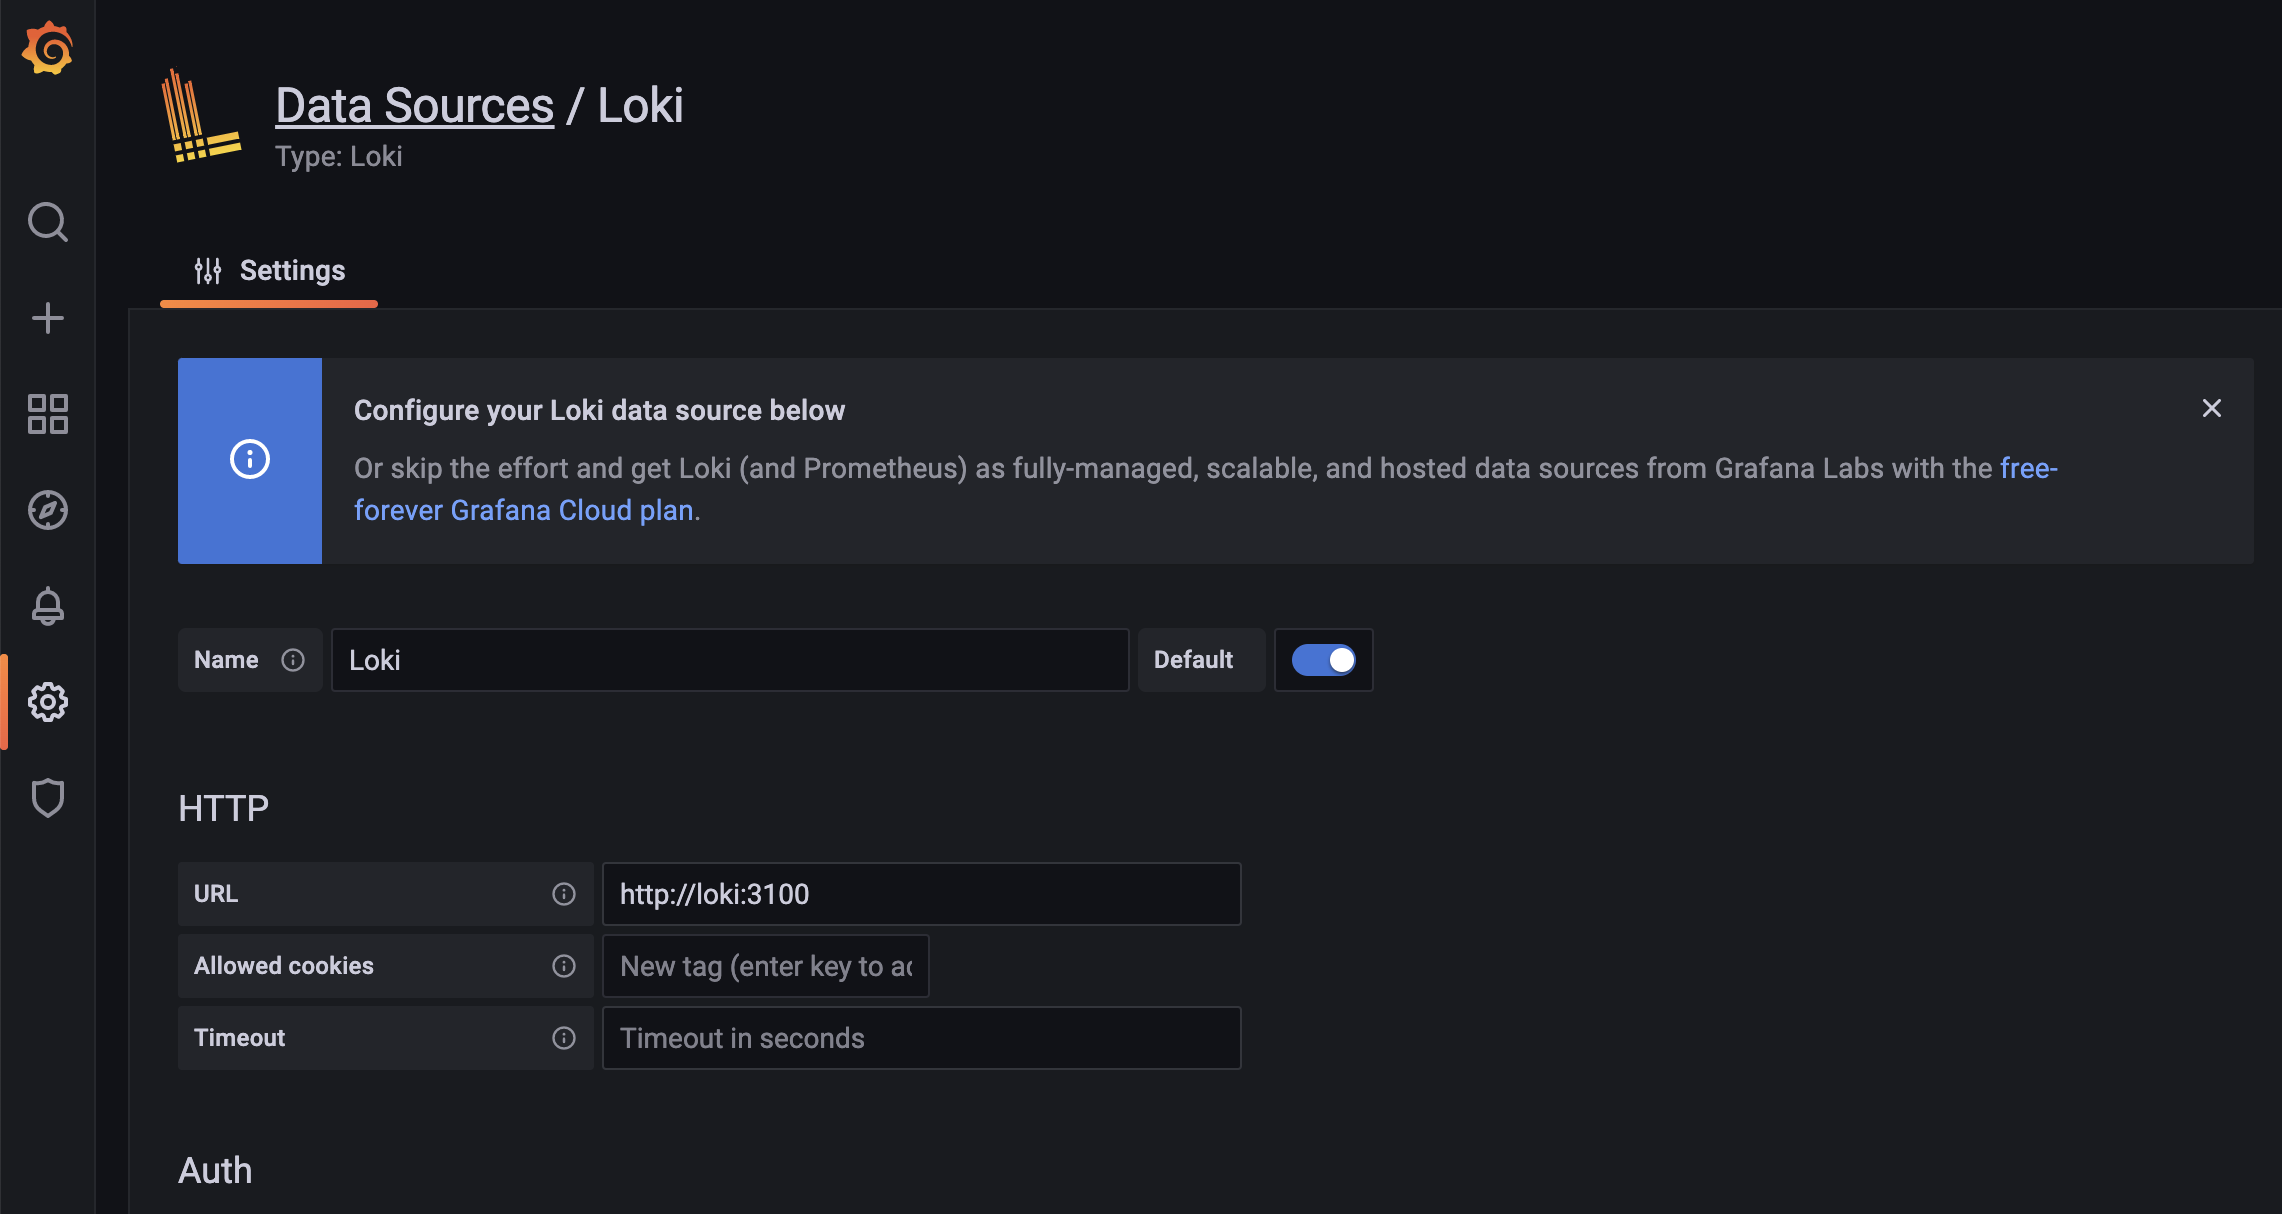 Data Sources / Loki
Type: Loki
Settings
Configure your Loki data source below
Or skip the effort and get Loki (and Prometheus) as fully-managed, scalable, and hosted data sources from Grafana Labs with the free-
forever Grafana Cloud plan.
Name Loki Default
HTTP
URL http://loki:3100
Allowed cookies New tag (enter key to ac
Timeout Timeout in seconds
Auth